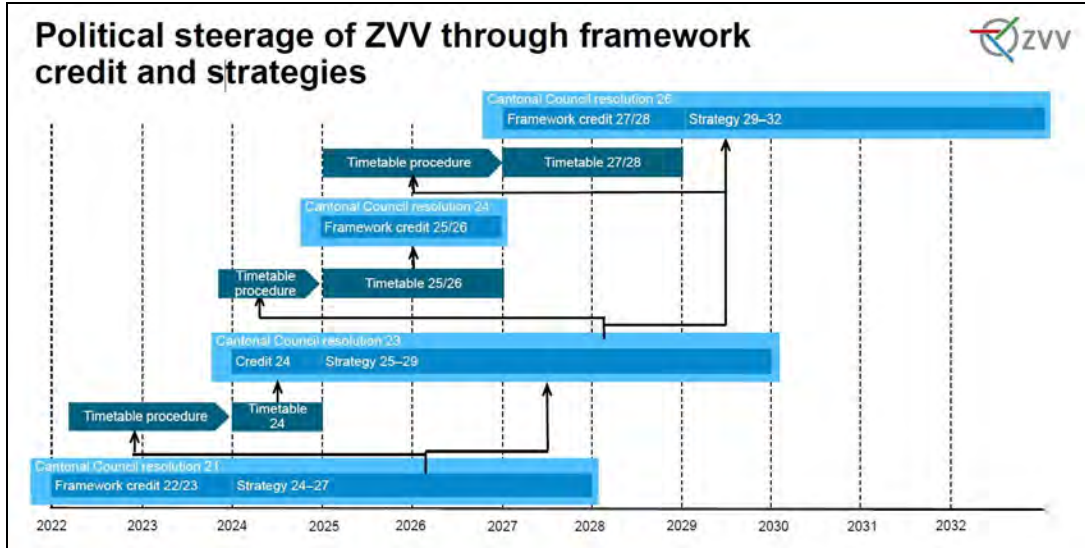 Political steerage of ZVV through framework
credit and strategies
ZVV
Cantonal Council resolution 26
Framework credit 27/28
Strategy 29–32
Timetable procedure
Timetable 27/28
Cantonal Council resolution 24
Framework credit 25/26
Timetable
procedure
Timetable 25/26
Cantonal Council resolution 23
Credit 24
Strategy 25–29
Timetable procedure
Timetable
24
Cantonal Council resolution 21
Framework credit 22/23
Strategy 24–27
2022
2023
2024
2025
2026
2027
2028
2029
2030
2031
2032